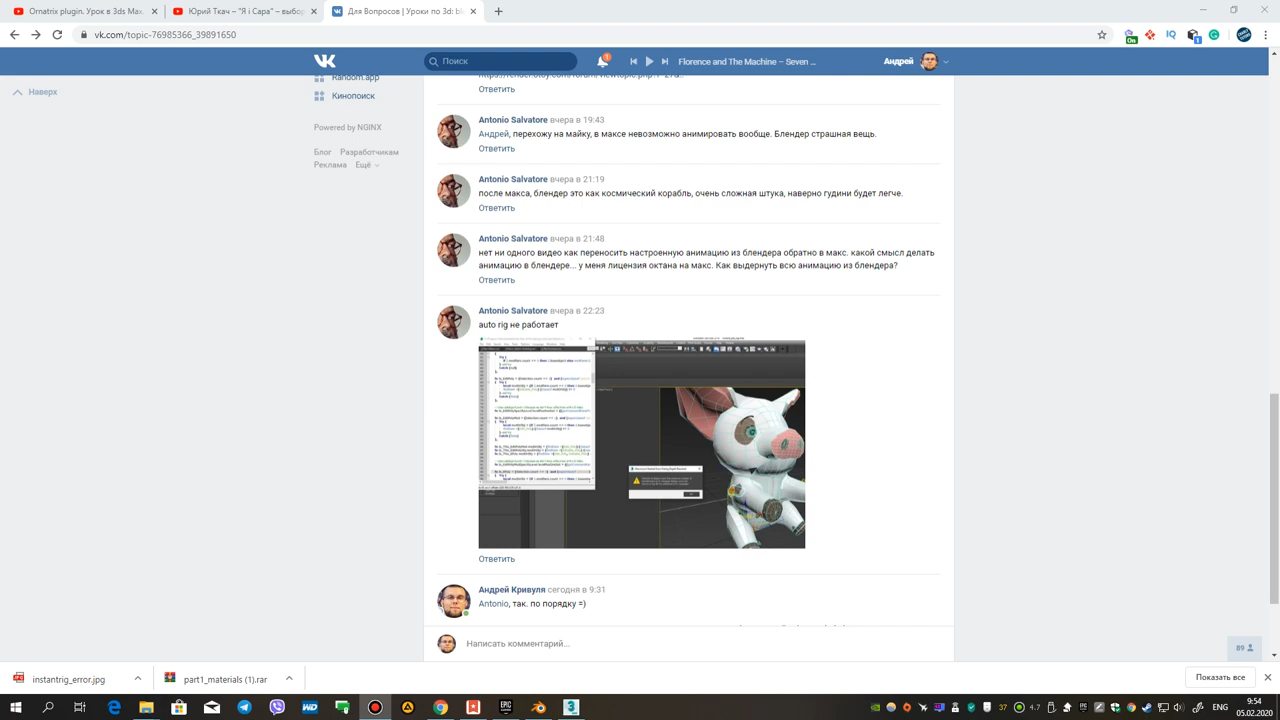 Ornatrix plugin. Урок в 3ds Max.
Юрий Ткач – "Я і Сара" – выбор
Для Вопросов | Уроки по 3d: ble
vk.com/topic-76985366_39891650
On
IQ
1
Поиск
1
Florence and The Machine – Seven ...
Андрей
Наверх
Random.app
Кинопоиск
Powered by NGINX
Блог Разработчикам
Реклама Ещё
Ответить
Antonio Salvatore вчера в 19:43
Андрей, перехожу на майку, в максе невозможно анимировать вообще. Блендер страшная вещь.
Ответить
Antonio Salvatore вчера в 21:19
после макса, блендер это как космический корабль, очень сложная штука, наверно гудини будет легче.
Ответить
Antonio Salvatore вчера в 21:48
нет ни одного видео как переносить настроенную анимацию из блендера обратно в макс. какой смысл делать
анимацию в блендере... у меня лицензия октана на макс. Как выдернуть всю анимацию из блендера?
Ответить
Antonio Salvatore вчера в 22:23
auto rig не работает
Ответить
Андрей Кривуля сегодня в 9:31
Antonio, так. по порядку =)
Написать комментарий...
89
instantrig_error.jpg
part1_materials (1).rar
Показать все
37
ENG
9:54
05.02.2020